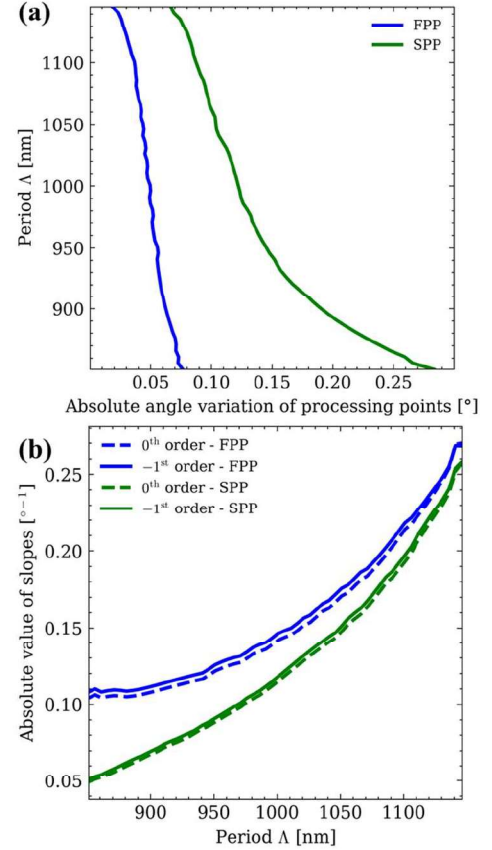 (a)
FPP
SPP
1100
1050
1000
950
900
Period Λ [nm]
0.05 0.10 0.15 0.20 0.25
Absolute angle variation of processing points [°]
(b)
0th order - FPP
−1st order - FPP
0th order - SPP
−1st order - SPP
0.25
0.20
0.15
0.10
0.05
Absolute value of slopes [°−1]
900 950 1000 1050 1100
Period Λ [nm]